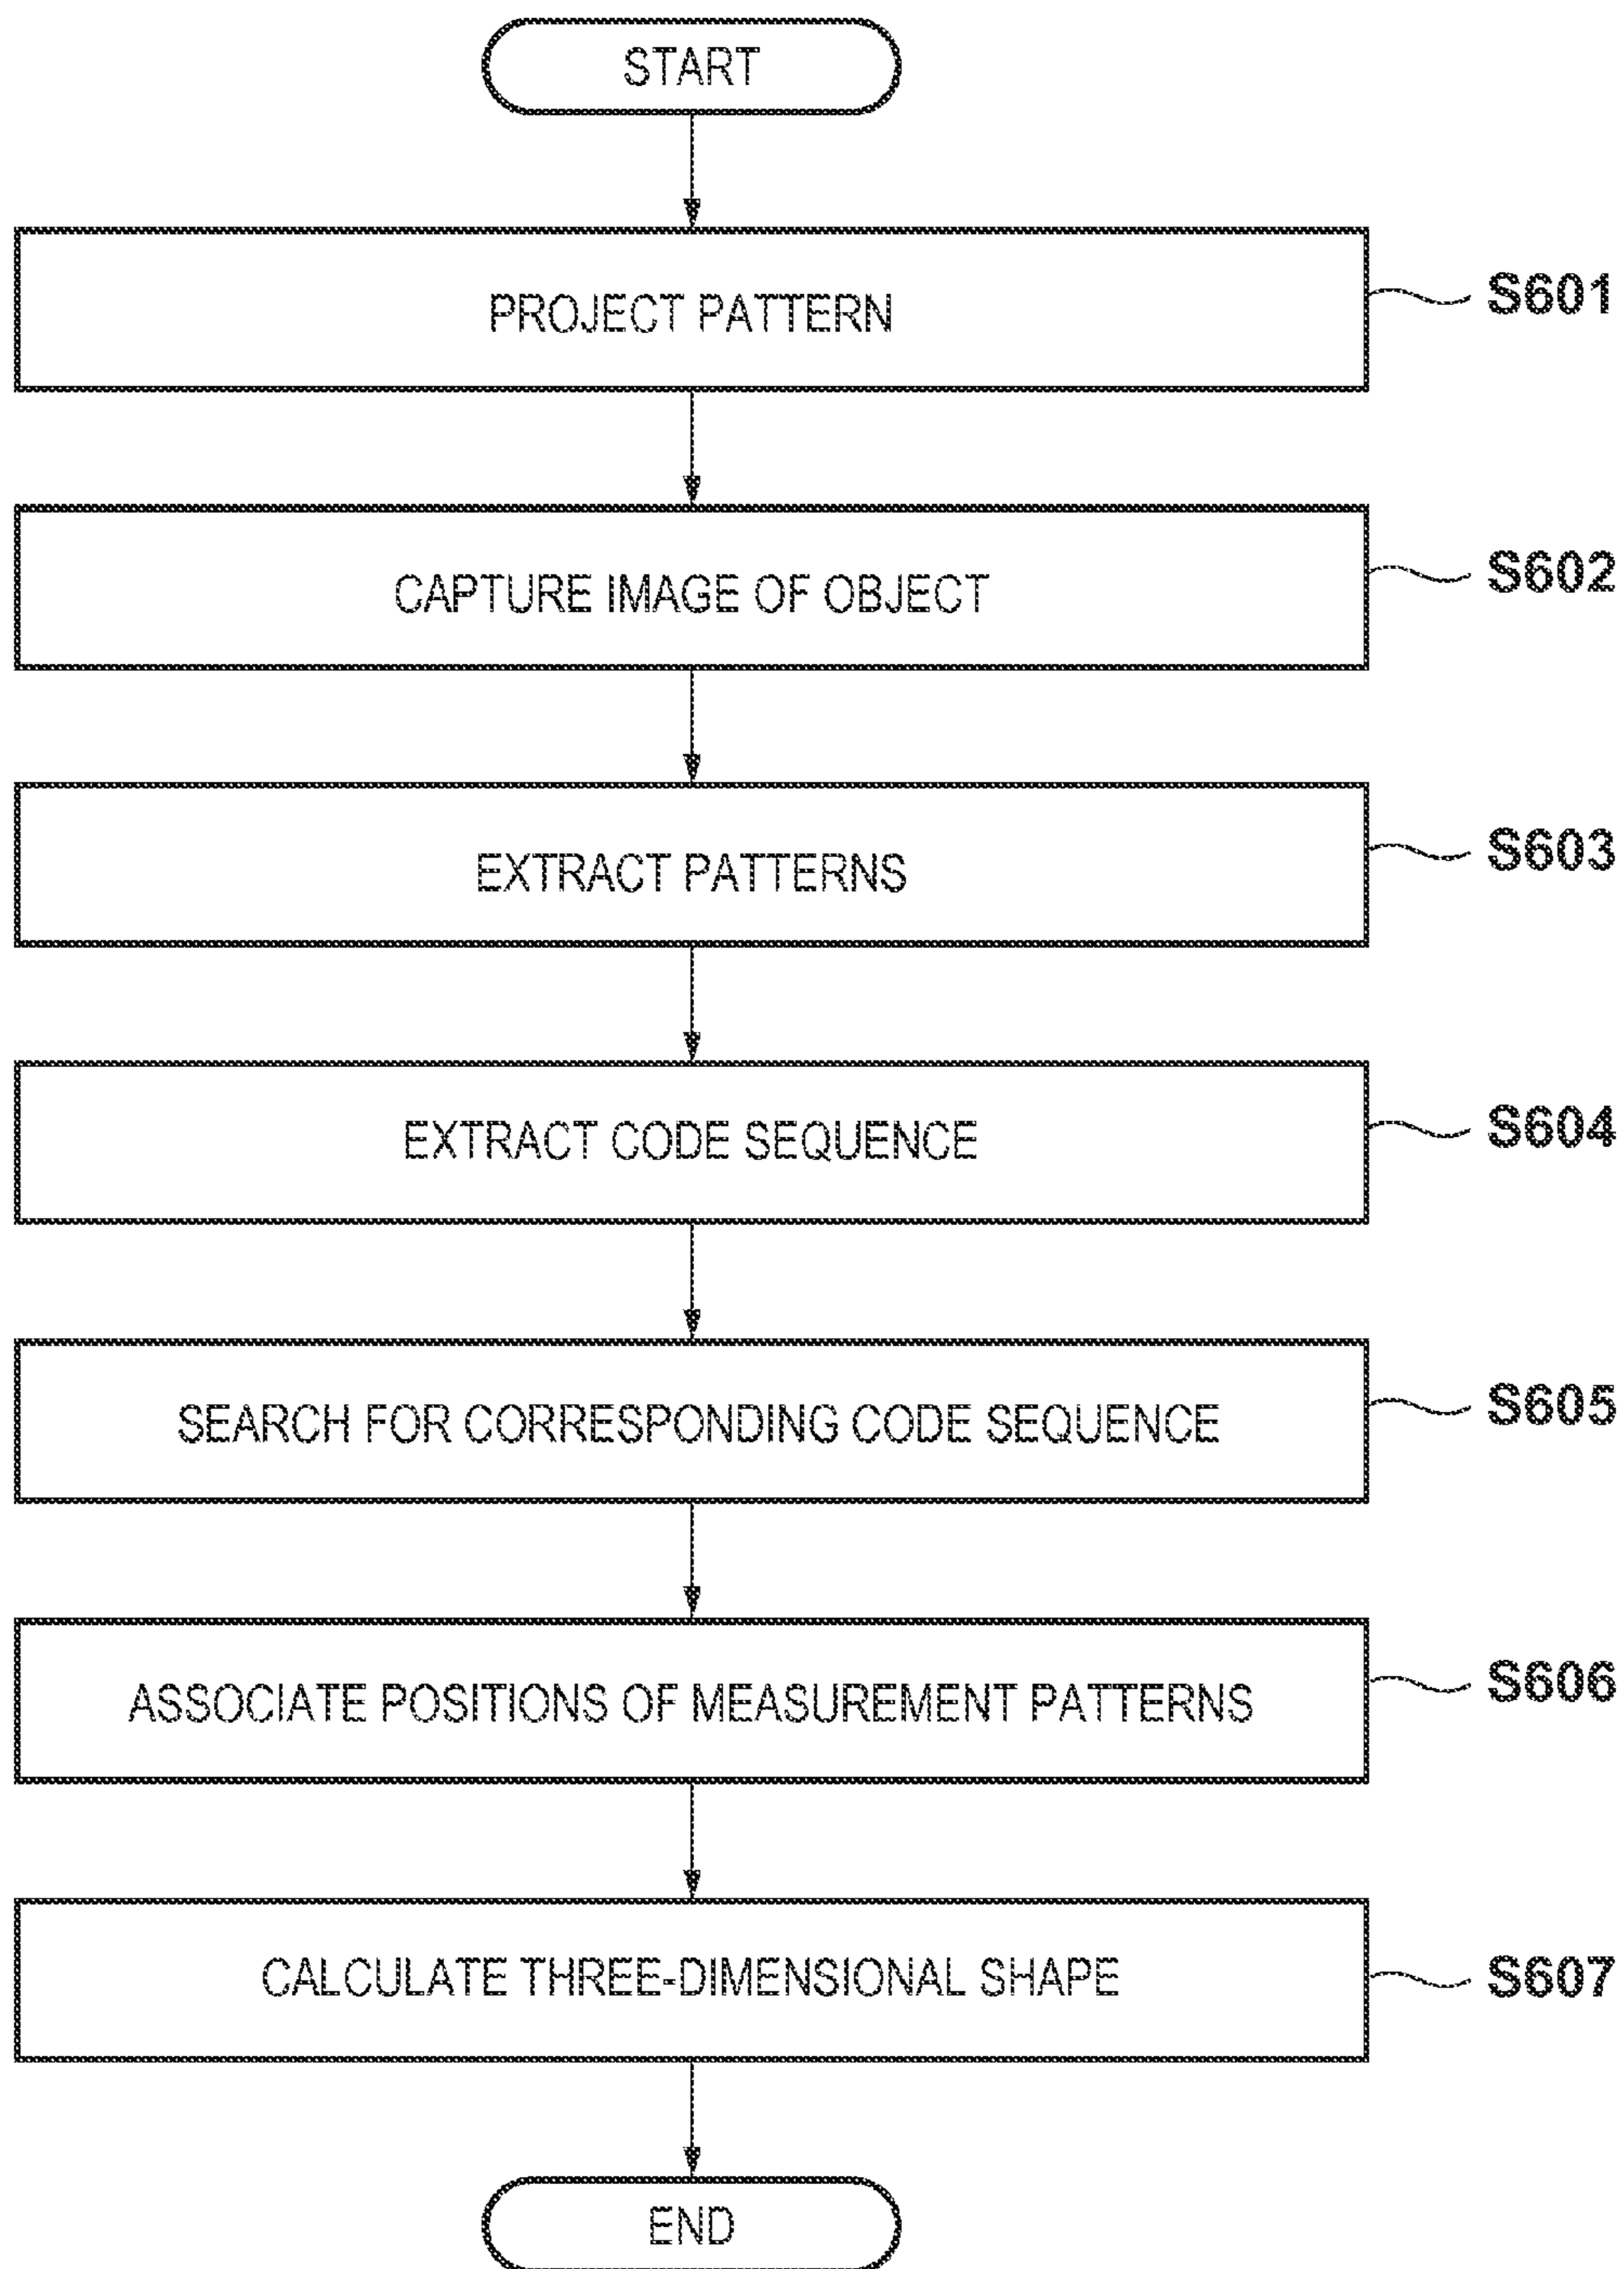 START
PROJECT PATTERN
S601
CAPTURE IMAGE OF OBJECT
S602
EXTRACT PATTERNS
S603
EXTRACT CODE SEQUENCE
S604
SEARCH FOR CORRESPONDING CODE SEQUENCE
S605
ASSOCIATE POSITIONS OF MEASUREMENT PATTERNS
S606
CALCULATE THREE-DIMENSIONAL SHAPE
S607
END